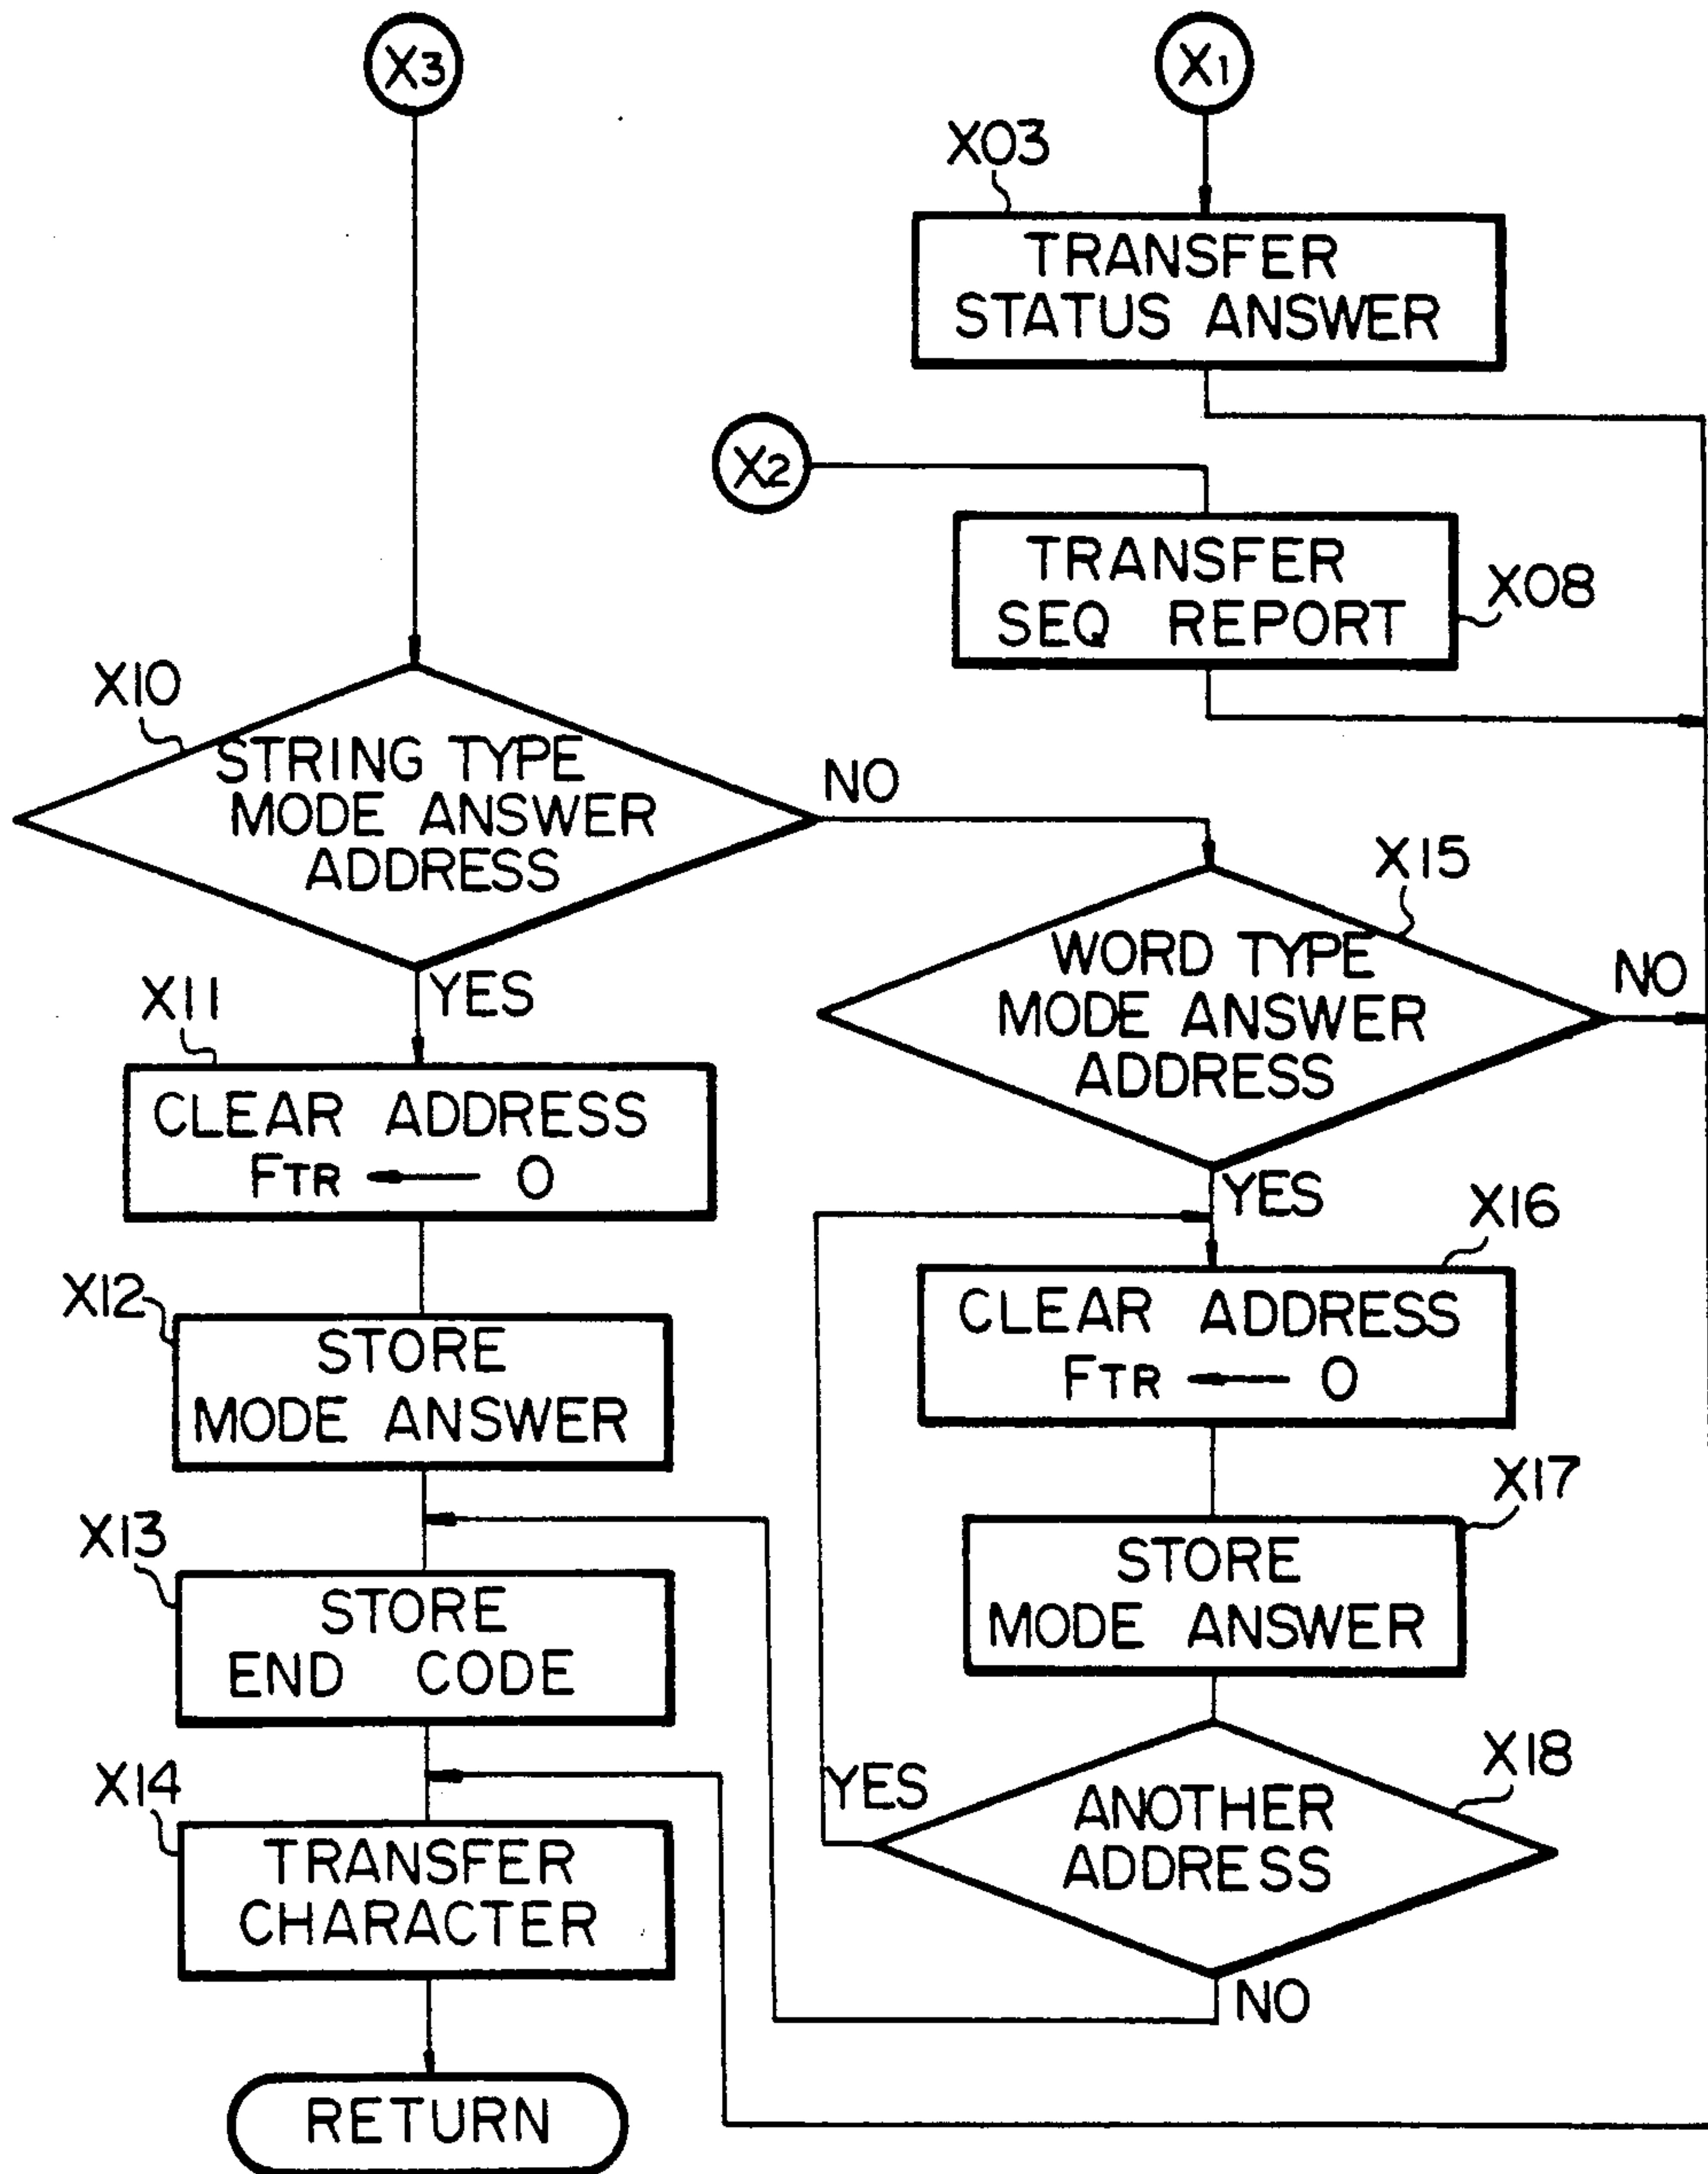 X3
X1
X03
TRANSFER
STATUS ANSWER
X2
TRANSFER
SEQ REPORT
X08
X10
STRING TYPE
MODE ANSWER
ADDRESS
NO
YES
X15
WORD TYPE
MODE ANSWER
ADDRESS
NO
YES
X11
CLEAR ADDRESS
FTR ← 0
X16
CLEAR ADDRESS
FTR ← 0
X12
STORE
MODE ANSWER
X17
STORE
MODE ANSWER
X13
STORE
END CODE
X18
ANOTHER
ADDRESS
YES
NO
X14
TRANSFER
CHARACTER
RETURN